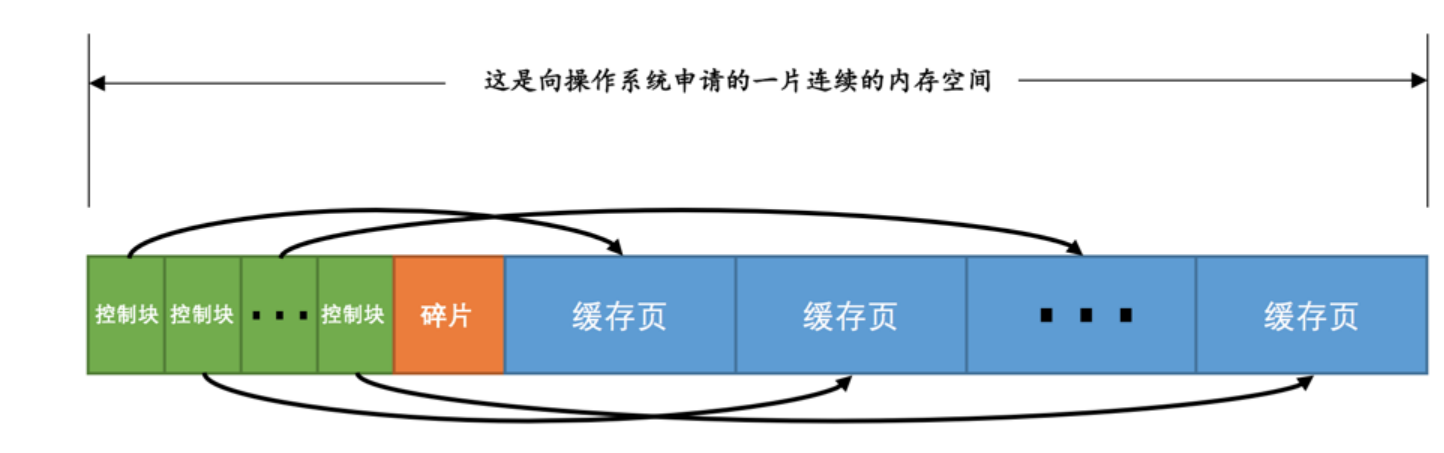 这是向操作系统申请的一片连续的内存空间
控制块 控制块 ... 控制块 碎片 缓存页 缓存页 ... 缓存页